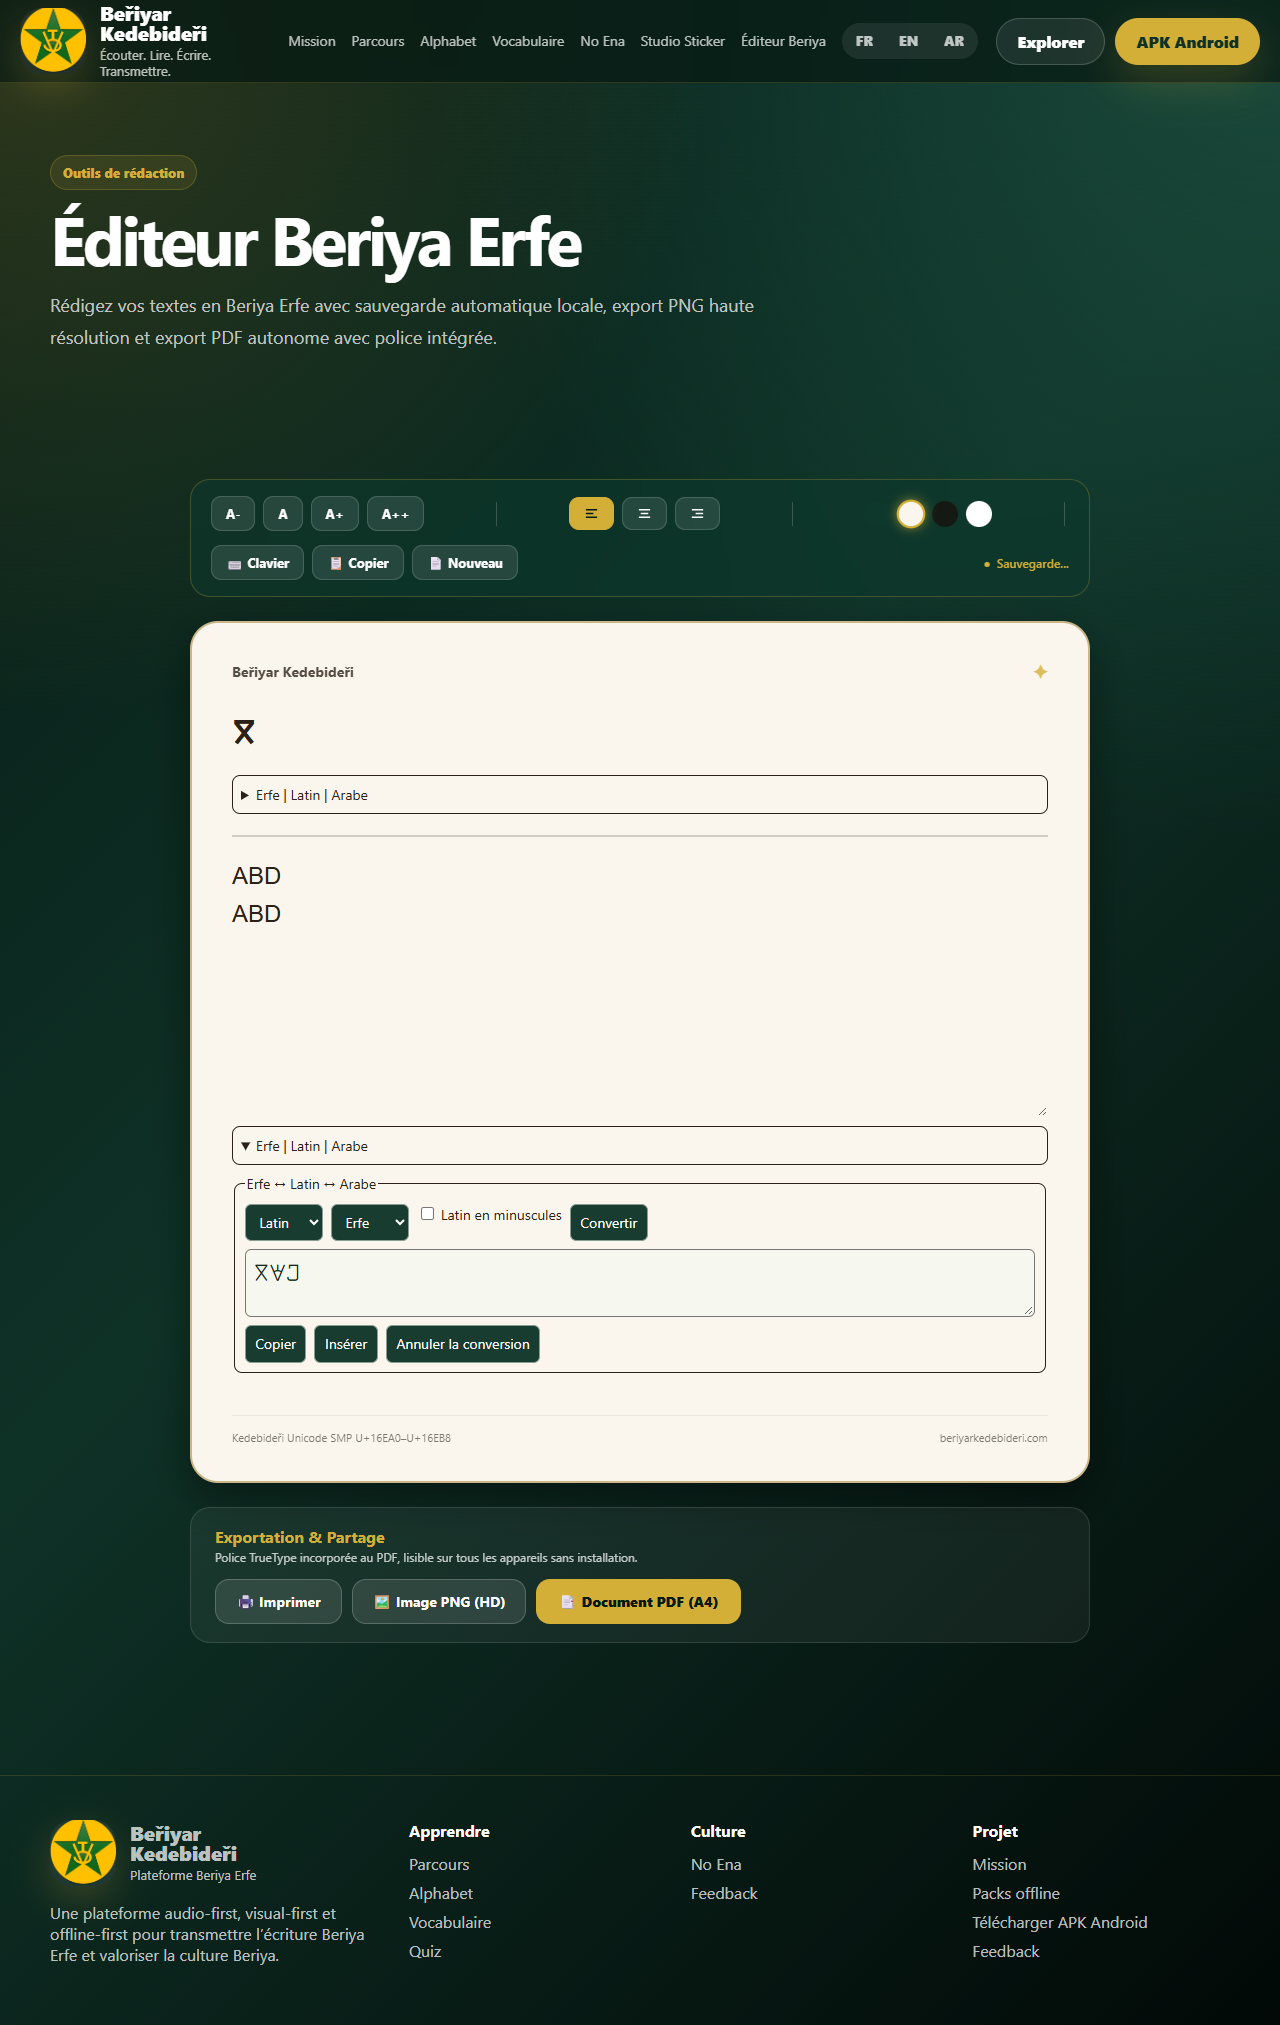 Beřiyar
Kedebideři
Écouter. Lire. Écrire.
Transmettre.
Mission Parcours Alphabet Vocabulaire No Ena Studio Sticker Éditeur Beriya FR EN AR Explorer APK Android
Outils de rédaction
Éditeur Beriya Erfe
Rédigez vos textes en Beriya Erfe avec sauvegarde automatique locale, export PNG haute
résolution et export PDF autonome avec police intégrée.
A- A A+ A++
Clavier Copier Nouveau ● Sauvegarde...
Beřiyar Kedebideři ✦
𖺠
▶ Erfe | Latin | Arabe
ABD
ABD
▼ Erfe | Latin | Arabe
Erfe ↔ Latin ↔ Arabe
Latin Erfe Latin en minuscules Convertir
Copier Insérer Annuler la conversion
Kedebideři Unicode SMP U+16EA0–U+16EB8 beriyarkedebideri.com
Exportation & Partage
Police TrueType incorporée au PDF, lisible sur tous les appareils sans installation.
Imprimer Image PNG (HD) Document PDF (A4)
Beřiyar
Kedebideři
Plateforme Beriya Erfe
Une plateforme audio-first, visual-first et
offline-first pour transmettre l’écriture Beriya
Erfe et valoriser la culture Beriya.
Apprendre
Parcours
Alphabet
Vocabulaire
Quiz
Culture
No Ena
Feedback
Projet
Mission
Packs offline
Télécharger APK Android
Feedback